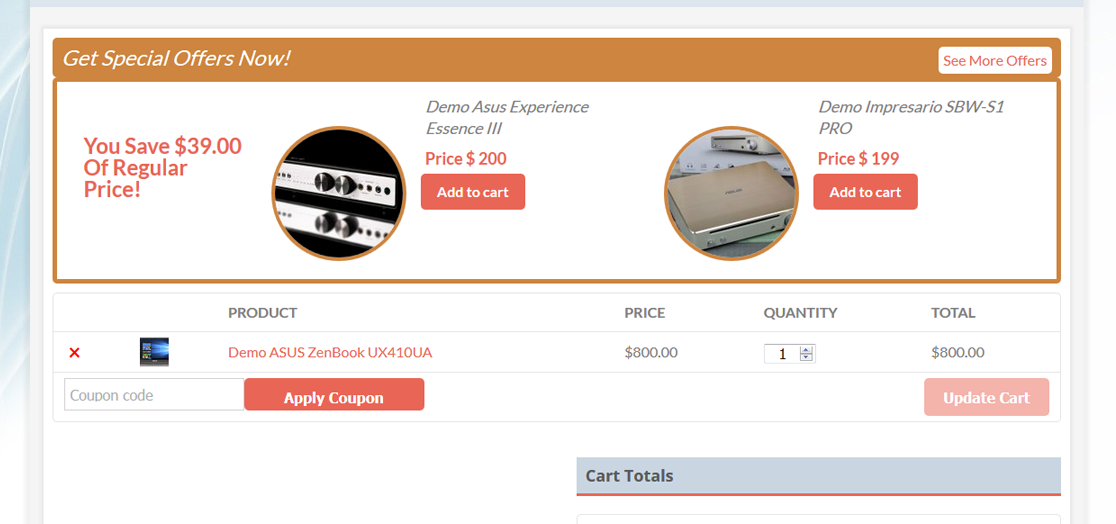 Get Special Offers Now!
See More Offers
You Save $39.00
Of Regular
Price!
Demo Asus Experience
Essence III
Price $ 200
Add to cart
Demo Impresario SBW-S1
PRO
Price $ 199
Add to cart
PRODUCT PRICE QUANTITY TOTAL
× Demo ASUS ZenBook UX410UA $800.00 1 $800.00
Coupon code Apply Coupon Update Cart
Cart Totals